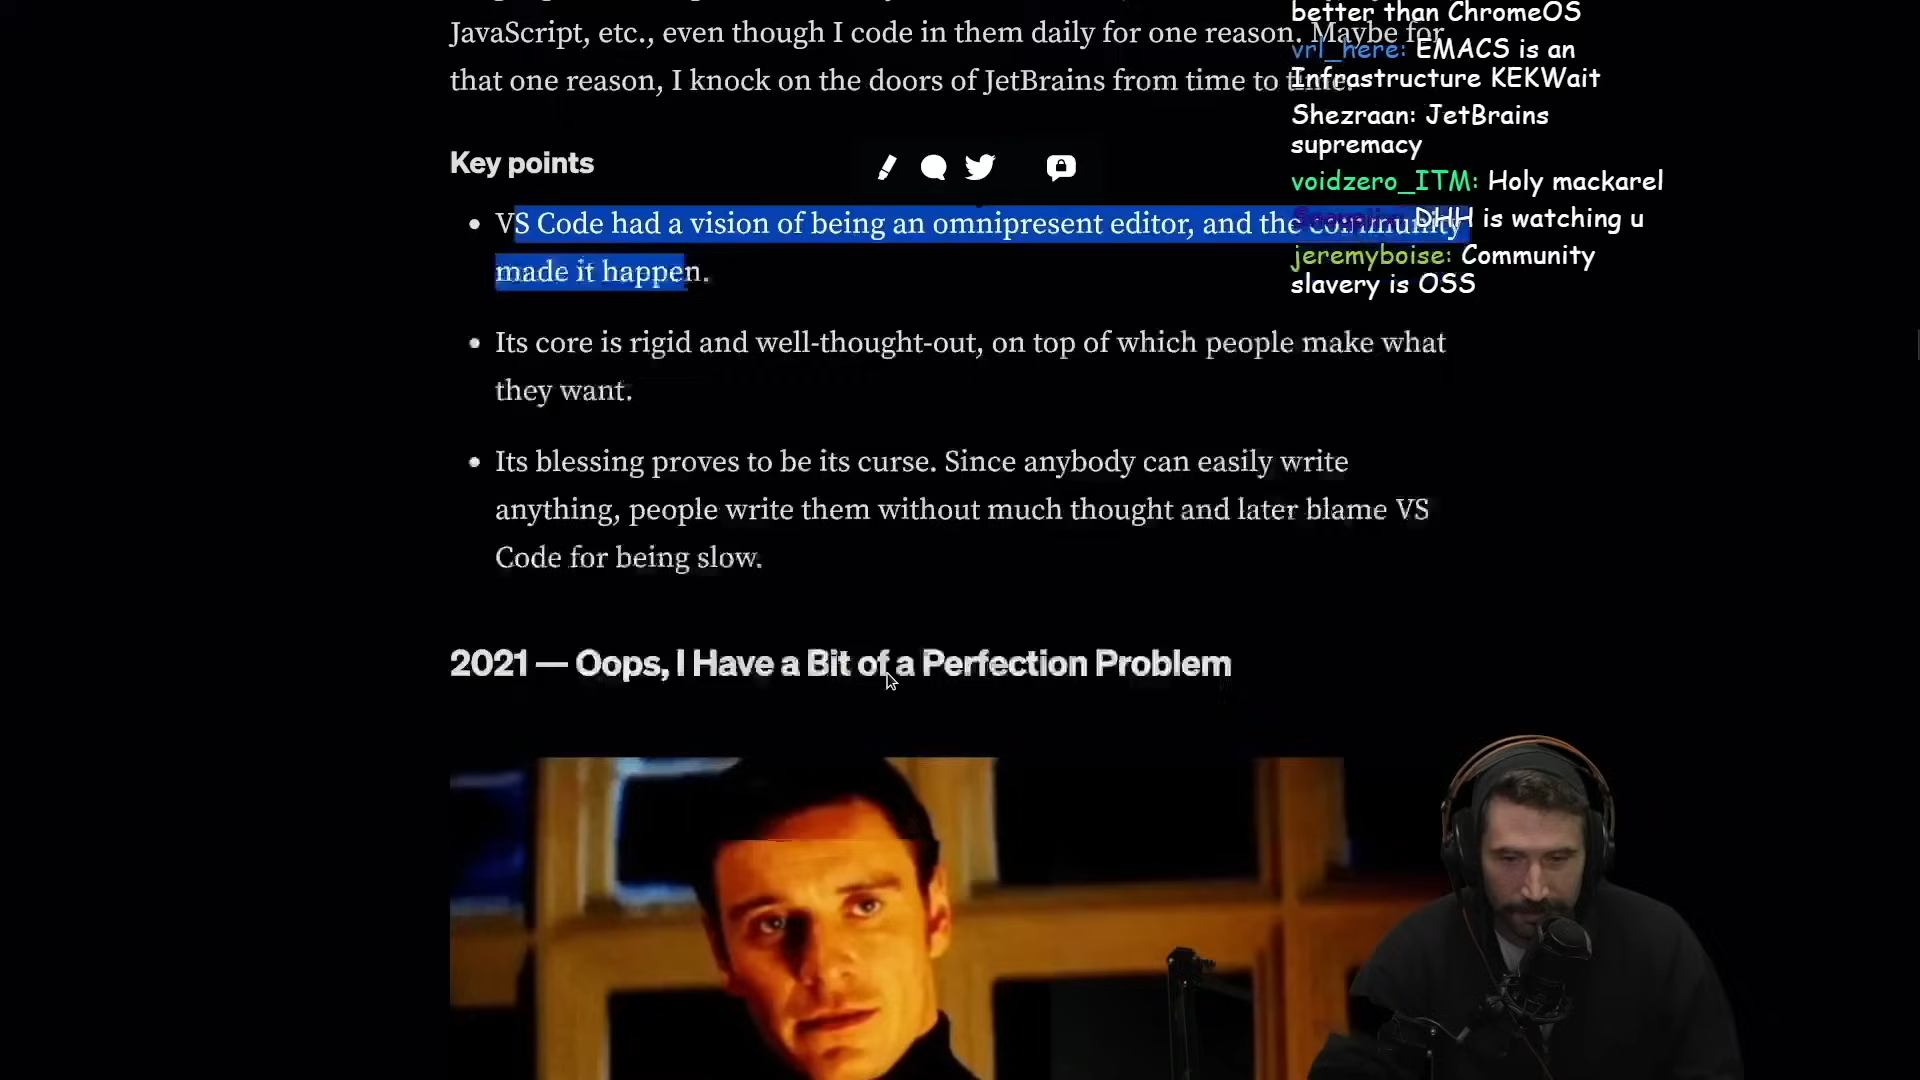 JavaScript, etc., even though I code in them daily for one reason. Maybe for
that one reason, I knock on the doors of JetBrains from time to time.
Key points
VS Code had a vision of being an omnipresent editor, and the community
made it happen.
Its core is rigid and well-thought-out, on top of which people make what
they want.
Its blessing proves to be its curse. Since anybody can easily write
anything, people write them without much thought and later blame VS
Code for being slow.
2021 — Oops, I Have a Bit of a Perfection Problem
better than ChromeOS
vrl_here: EMACS is an
Infrastructure KEKWait
Shezraan: JetBrains
supremacy
voidzero_ITM: Holy mackarel
DHH is watching u
jeremyboise: Community
slavery is OSS